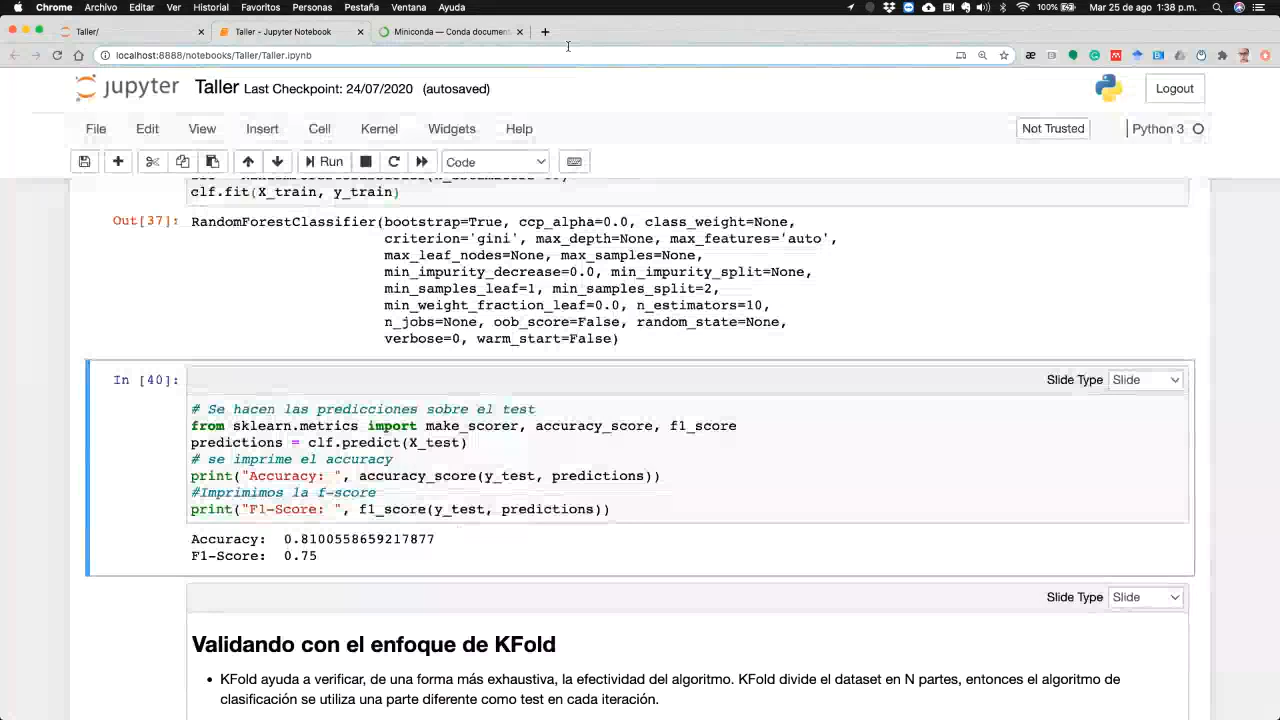 Chrome Archivo Editar Ver Historial Favoritos Personas Pestaña Ventana Ayuda 100% Mar 25 de ago 1:38 p.m.
Taller/ Taller - Jupyter Notebook Miniconda — Conda document
localhost:8888/notebooks/Taller/Taller.ipynb
jupyter Taller Last Checkpoint: 24/07/2020 (autosaved) Logout
File Edit View Insert Cell Kernel Widgets Help Not Trusted Python 3
Run Code
clf.fit(X_train, y_train)
Out[37]: RandomForestClassifier(bootstrap=True, ccp_alpha=0.0, class_weight=None,
criterion='gini', max_depth=None, max_features='auto',
max_leaf_nodes=None, max_samples=None,
min_impurity_decrease=0.0, min_impurity_split=None,
min_samples_leaf=1, min_samples_split=2,
min_weight_fraction_leaf=0.0, n_estimators=10,
n_jobs=None, oob_score=False, random_state=None,
verbose=0, warm_start=False)
In [40]: Slide Type Slide
# Se hacen las predicciones sobre el test
from sklearn.metrics import make_scorer, accuracy_score, f1_score
predictions = clf.predict(X_test)
# se imprime el accuracy
print("Accuracy: ", accuracy_score(y_test, predictions))
#Imprimimos la f-score
print("F1-Score: ", f1_score(y_test, predictions))
Accuracy: 0.8100558659217877
F1-Score: 0.75
Slide Type Slide
Validando con el enfoque de KFold
• KFold ayuda a verificar, de una forma más exhaustiva, la efectividad del algoritmo. KFold divide el dataset en N partes, entonces el algoritmo de
clasificación se utiliza una parte diferente como test en cada iteración.